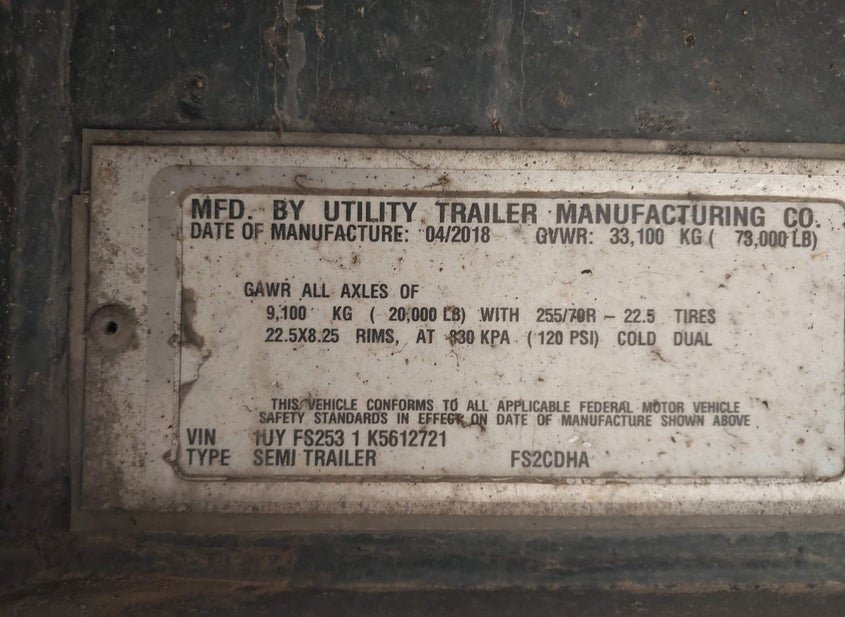 MFD. BY UTILITY TRAILER MANUFACTURING CO.
DATE OF MANUFACTURE: 04/2018 GVWR: 33,100 KG ( 73,000 LB)
GAWR ALL AXLES OF
9,100 KG ( 20,000 LB) WITH 255/70R - 22.5 TIRES
22.5X8.25 RIMS, AT 830 KPA ( 120 PSI) COLD DUAL
THIS VEHICLE CONFORMS TO ALL APPLICABLE FEDERAL MOTOR VEHICLE
SAFETY STANDARDS IN EFFECT ON DATE OF MANUFACTURE SHOWN ABOVE
VIN 1UY FS253 1 K5612721
TYPE SEMI TRAILER FS2CDHA